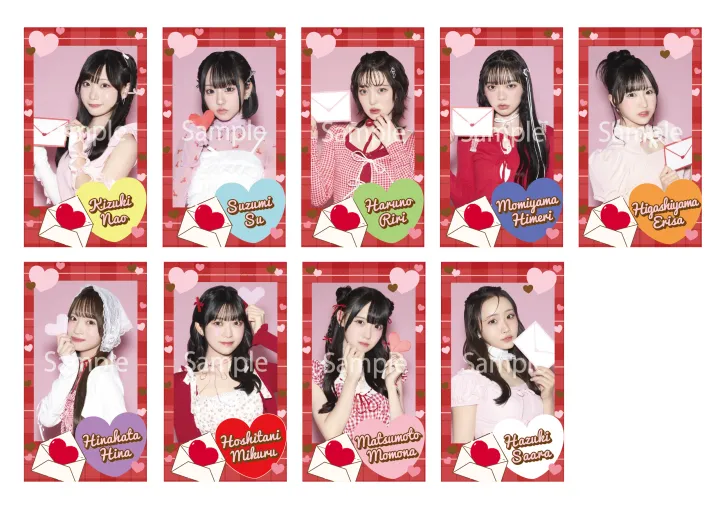 Sample
Kizuki
Nao
Sample
Suzumi
Su
Sample
Haruno
Riri
Sample
Momiyama
Himeri
Sample
Higashiyama
Erisa
Sample
Hinahata
Hina
Sample
Hoshitani
Mikuru
Sample
Matsumoto
Momona
Sample
Hazuki
Saara